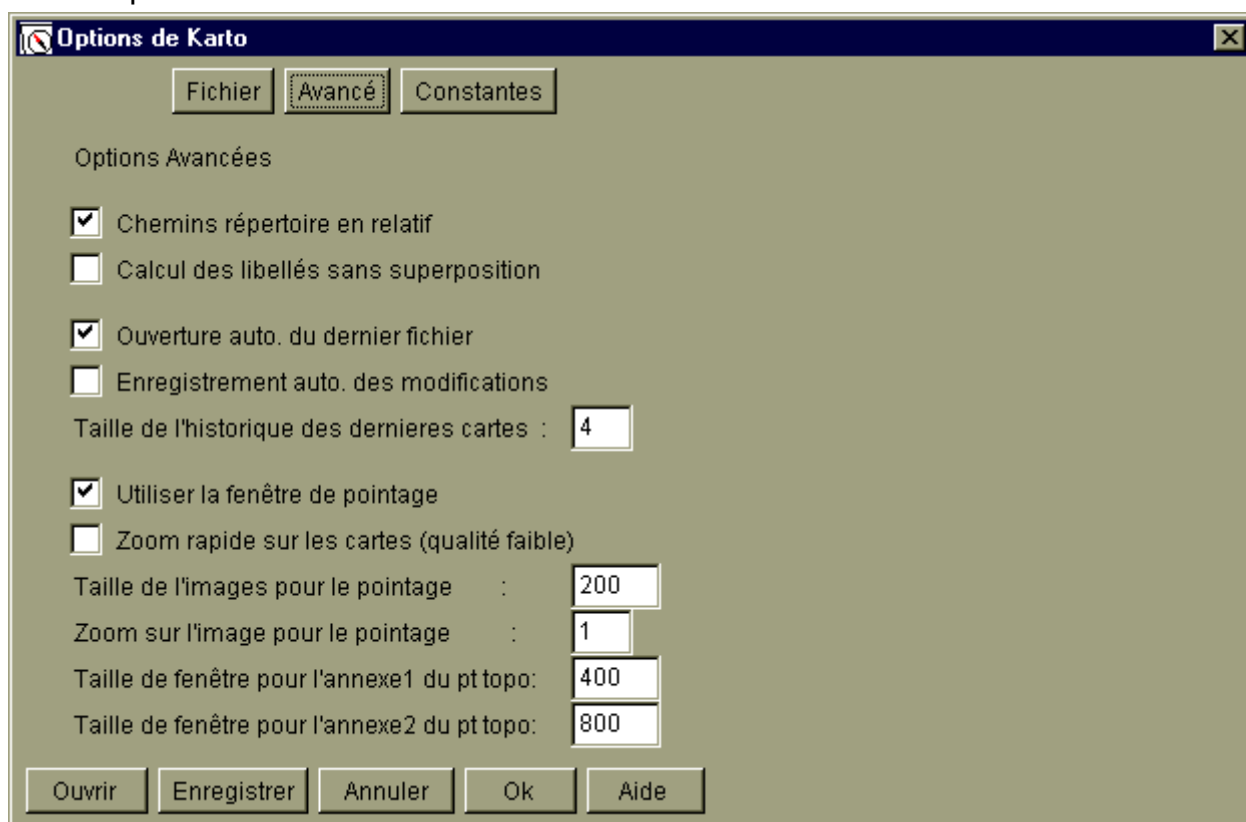 Options de Karto
Fichier Avancé Constantes
Options Avancées
Chemins répertoire en relatif
Calcul des libellés sans superposition
Ouverture auto. du dernier fichier
Enregistrement auto. des modifications
Taille de l'historique des dernieres cartes : 4
Utiliser la fenêtre de pointage
Zoom rapide sur les cartes (qualité faible)
Taille de l'images pour le pointage : 200
Zoom sur l'image pour le pointage : 1
Taille de fenêtre pour l'annexe1 du pt topo: 400
Taille de fenêtre pour l'annexe2 du pt topo: 800
Ouvrir Enregistrer Annuler Ok Aide